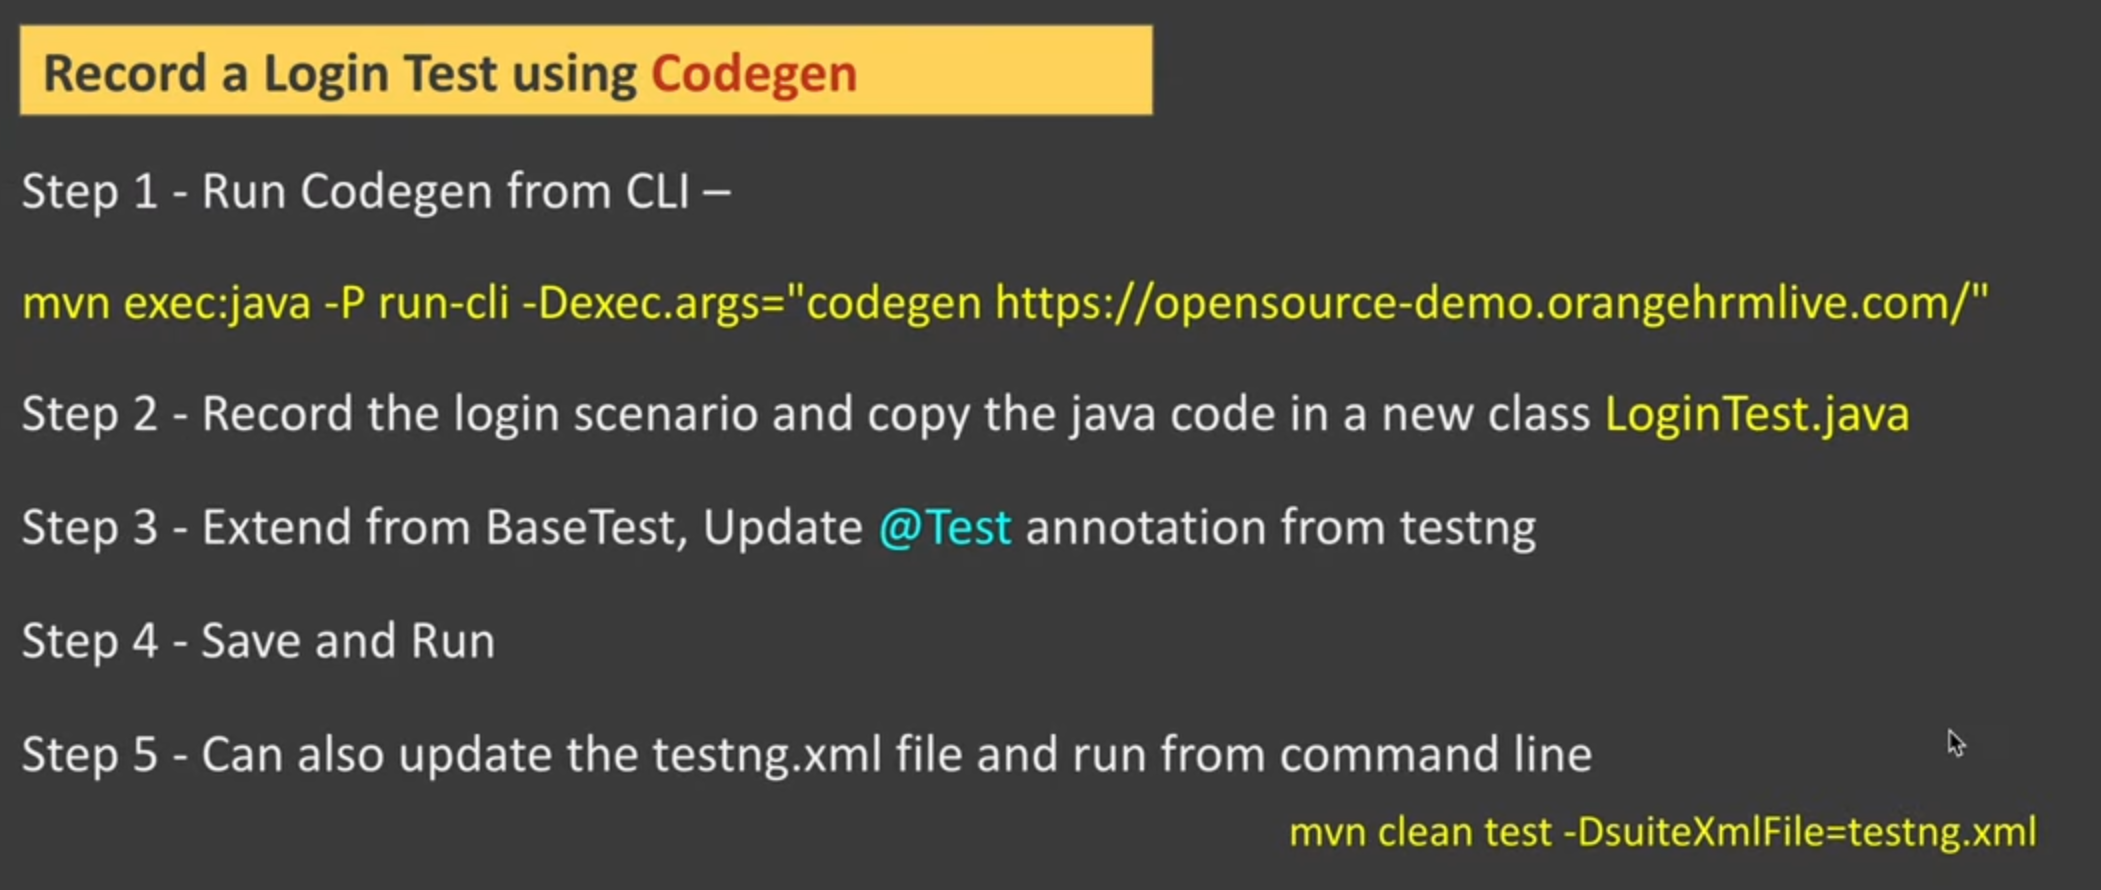 Record a Login Test using Codegen
Step 1 - Run Codegen from CLI –
mvn exec:java -P run-cli -Dexec.args="codegen https://opensource-demo.orangehrmlive.com/"
Step 2 - Record the login scenario and copy the java code in a new class LoginTest.java
Step 3 - Extend from BaseTest, Update @Test annotation from testng
Step 4 - Save and Run
Step 5 - Can also update the testng.xml file and run from command line
mvn clean test -DsuiteXmlFile=testng.xml